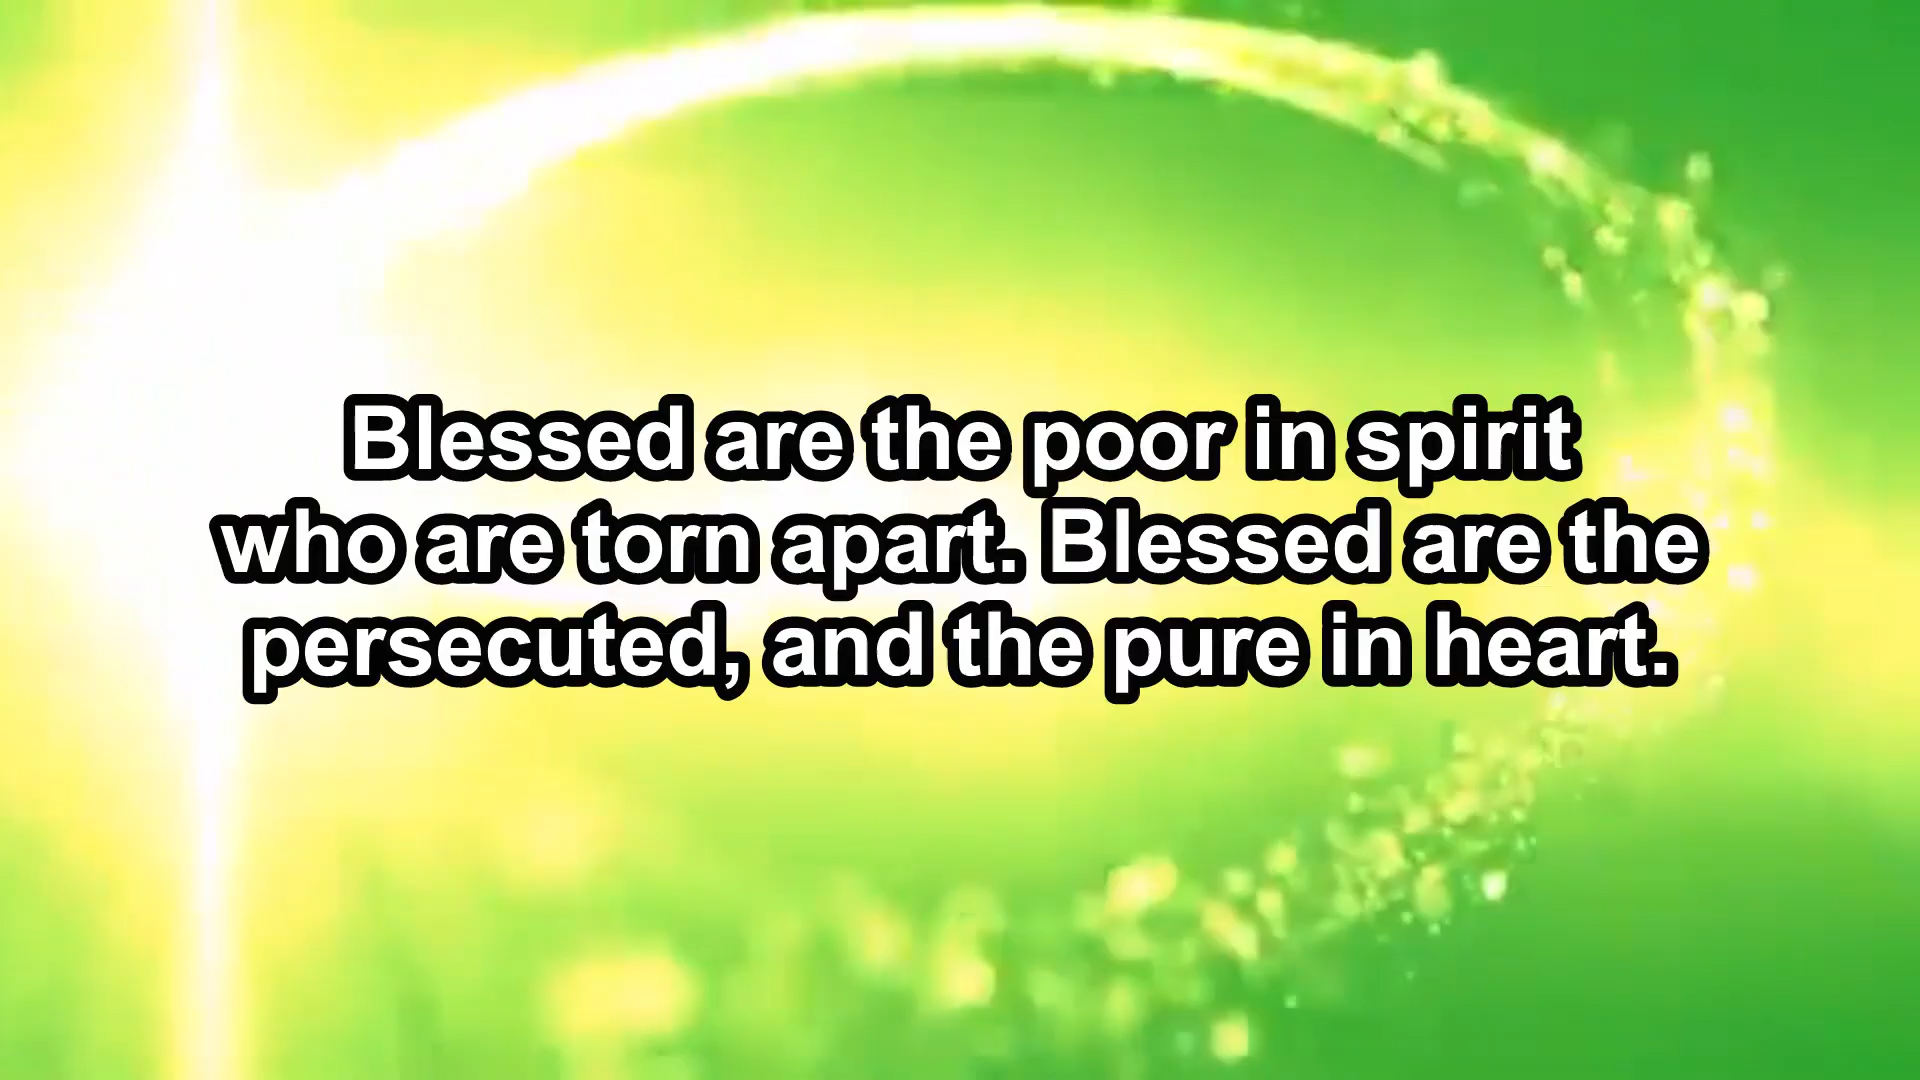 Blessed are the poor in spirit
who are torn apart. Blessed are the
persecuted, and the pure in heart.